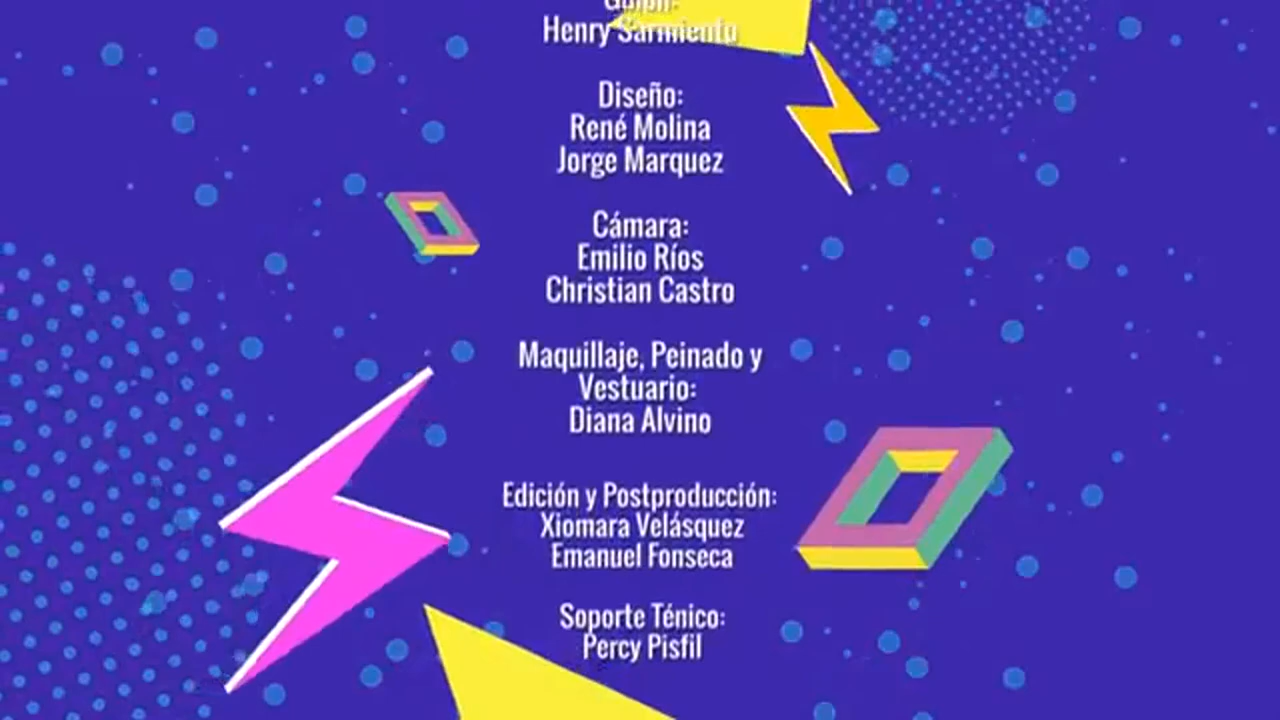 Guion:
Henry Sarmiento
Diseño:
René Molina
Jorge Marquez
Cámara:
Emilio Ríos
Christian Castro
Maquillaje, Peinado y
Vestuario:
Diana Alvino
Edición y Postproducción:
Xiomara Velásquez
Emanuel Fonseca
Soporte Ténico:
Percy Pisfil